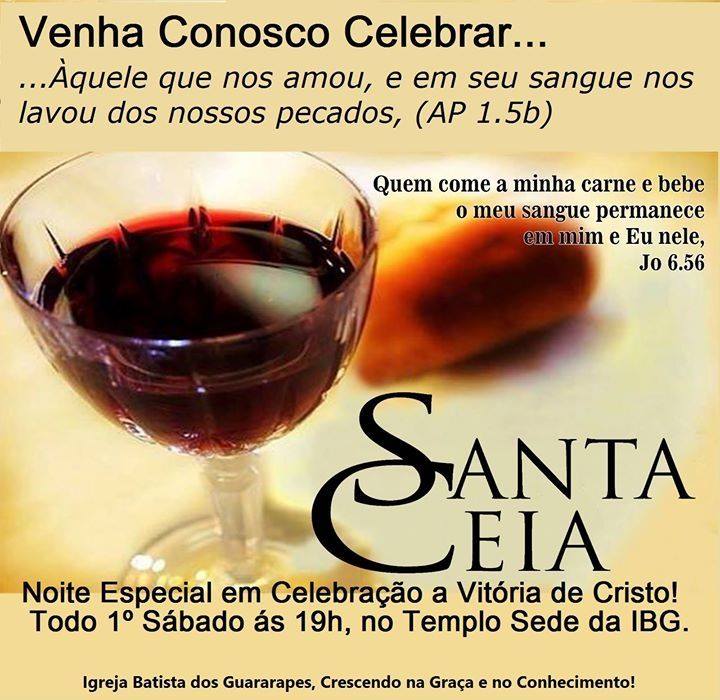 Venha Conosco Celebrar...
...Àquele que nos amou, e em seu sangue nos
lavou dos nossos pecados, (AP 1.5b)
Quem come a minha carne e bebe
o meu sangue permanece
em mim e Eu nele,
Jo 6.56
SANTA
CEIA
Noite Especial em Celebração a Vitória de Cristo!
Todo 1º Sábado ás 19h, no Templo Sede da IBG.
Igreja Batista dos Guararapes, Crescendo na Graça e no Conhecimento!